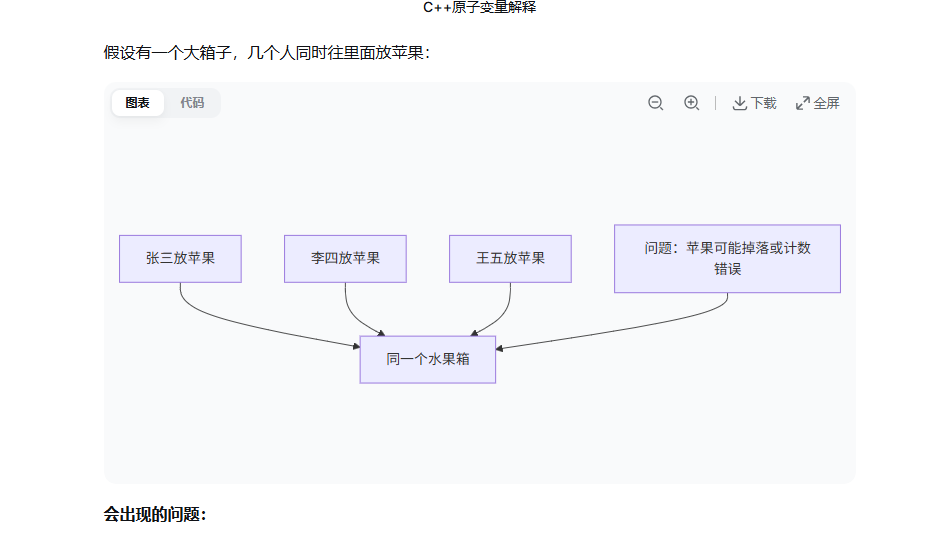 C++原子变量解释
假设有一个大箱子，几个人同时往里面放苹果：
图表 代码 下载 全屏
张三放苹果 李四放苹果 王五放苹果 问题：苹果可能掉落或计数
错误
同一个水果箱
会出现的问题：